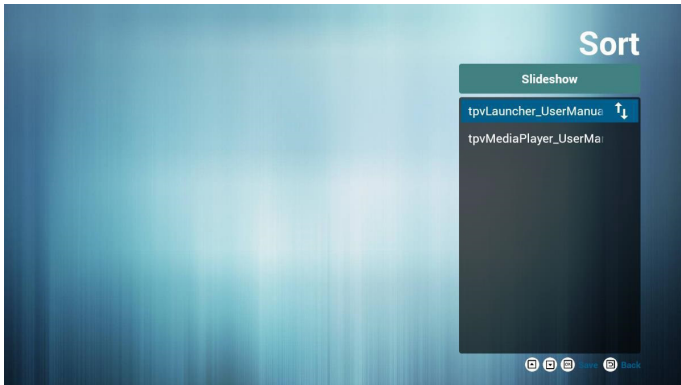 Sort
Slideshow
tpvLauncher_UserManua
tpvMediaPlayer_UserMa
Save
Back